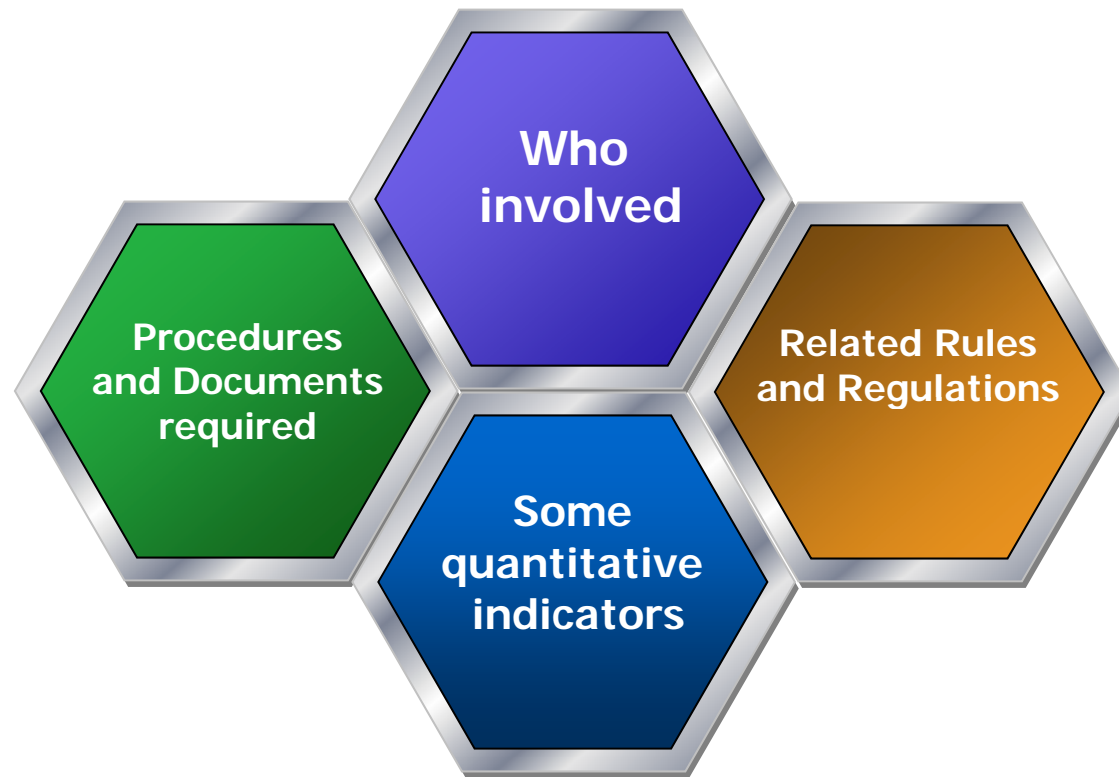 Who
involved
Procedures
and Documents
required
Related Rules
and Regulations
Some
quantitative
indicators